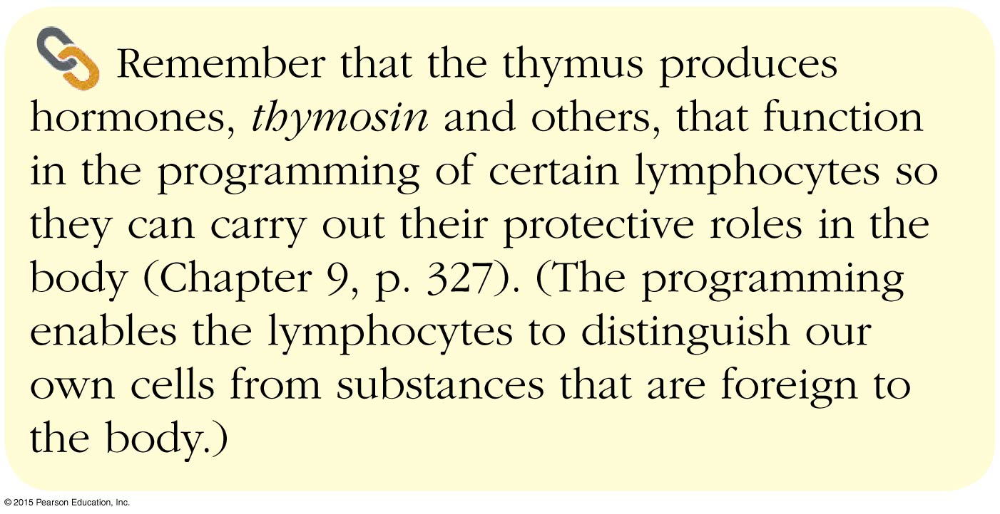 Remember that the thymus produces
hormones, thymosin and others, that function
in the programming of certain lymphocytes so
they can carry out their protective roles in the
body (Chapter 9, p. 327). (The programming
enables the lymphocytes to distinguish our
own cells from substances that are foreign to
the body.)
© 2015 Pearson Education, Inc.